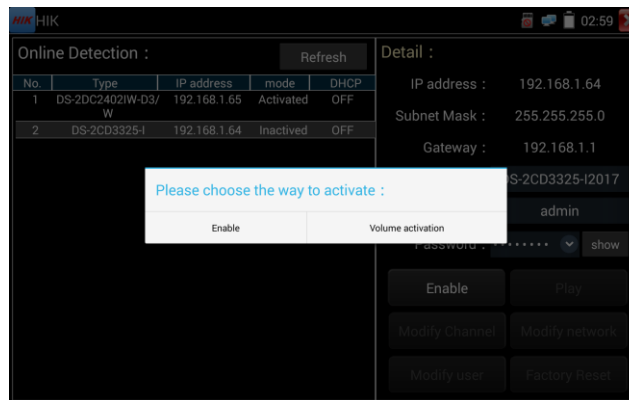 HIK HIK 02:59
Online Detection : Refresh
No. Type IP address mode DHCP
1 DS-2DC2402IW-D3/ 192.168.1.65 Activated OFF
W
2 DS-2CD3325-I 192.168.1.64 Inactived OFF
Please choose the way to activate :
Enable Volume activation
Detail :
IP address : 192.168.1.64
Subnet Mask : 255.255.255.0
Gateway : 192.168.1.1
DS-2CD3325-I2017
admin
Password : show
Enable Play
Modify Channel Modify network
Modify user Factory Reset